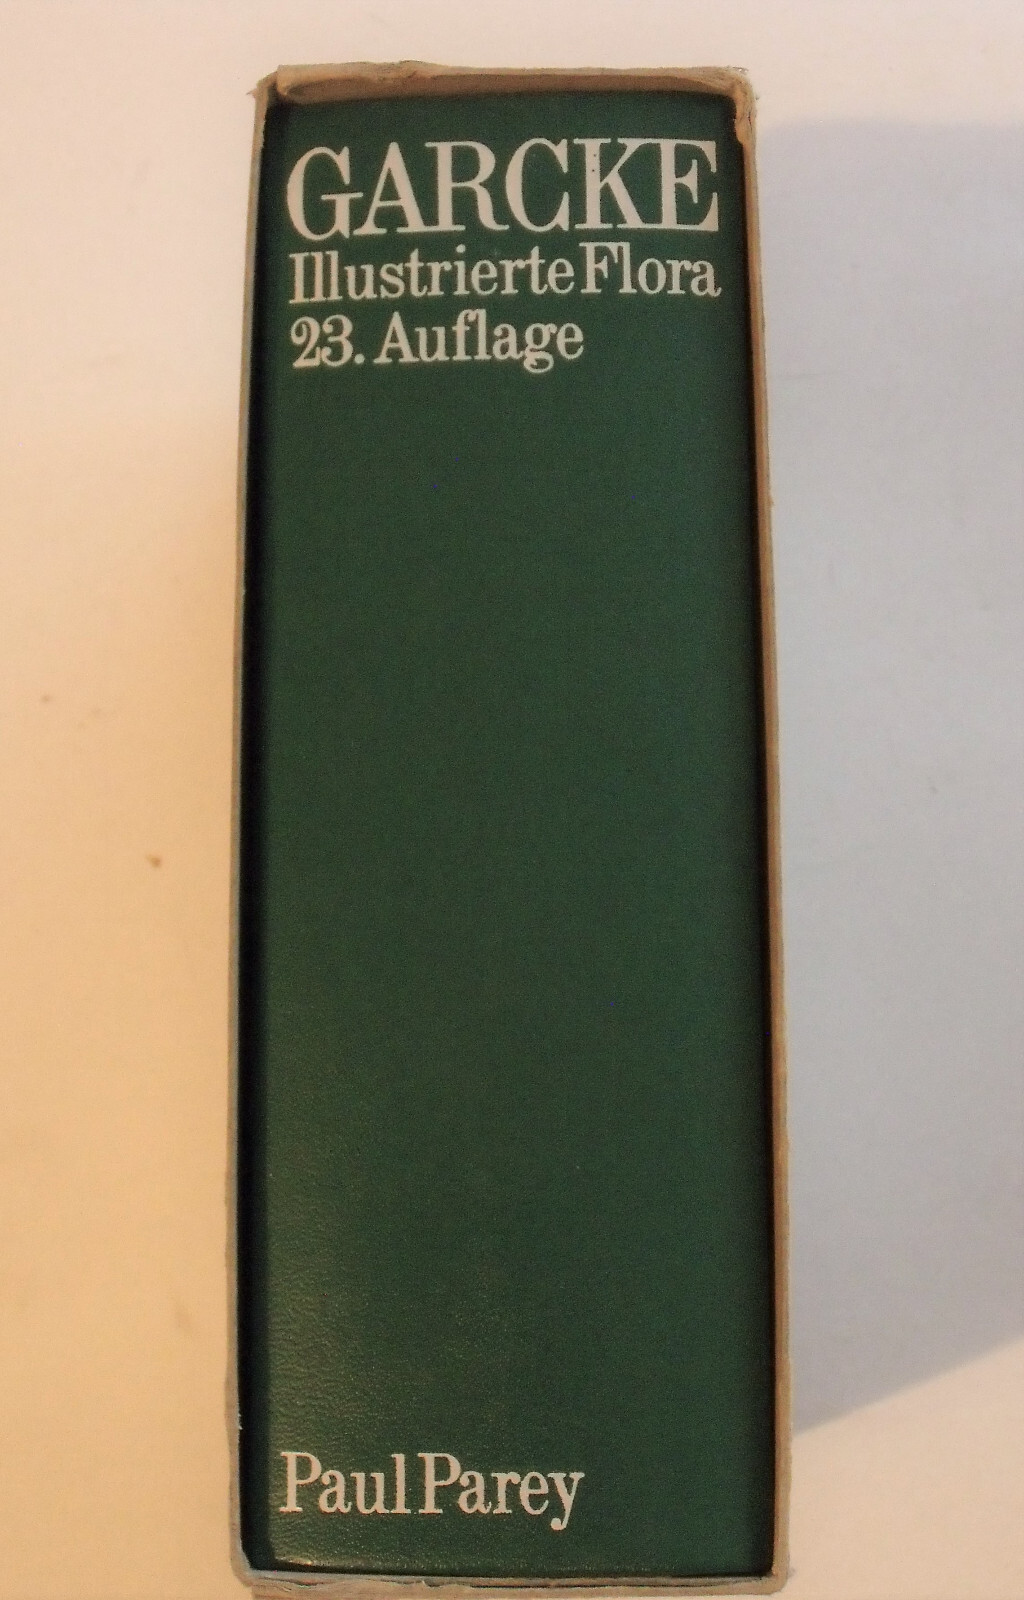 GARCKE
Illustrierte Flora
23. Auflage
Paul Parey